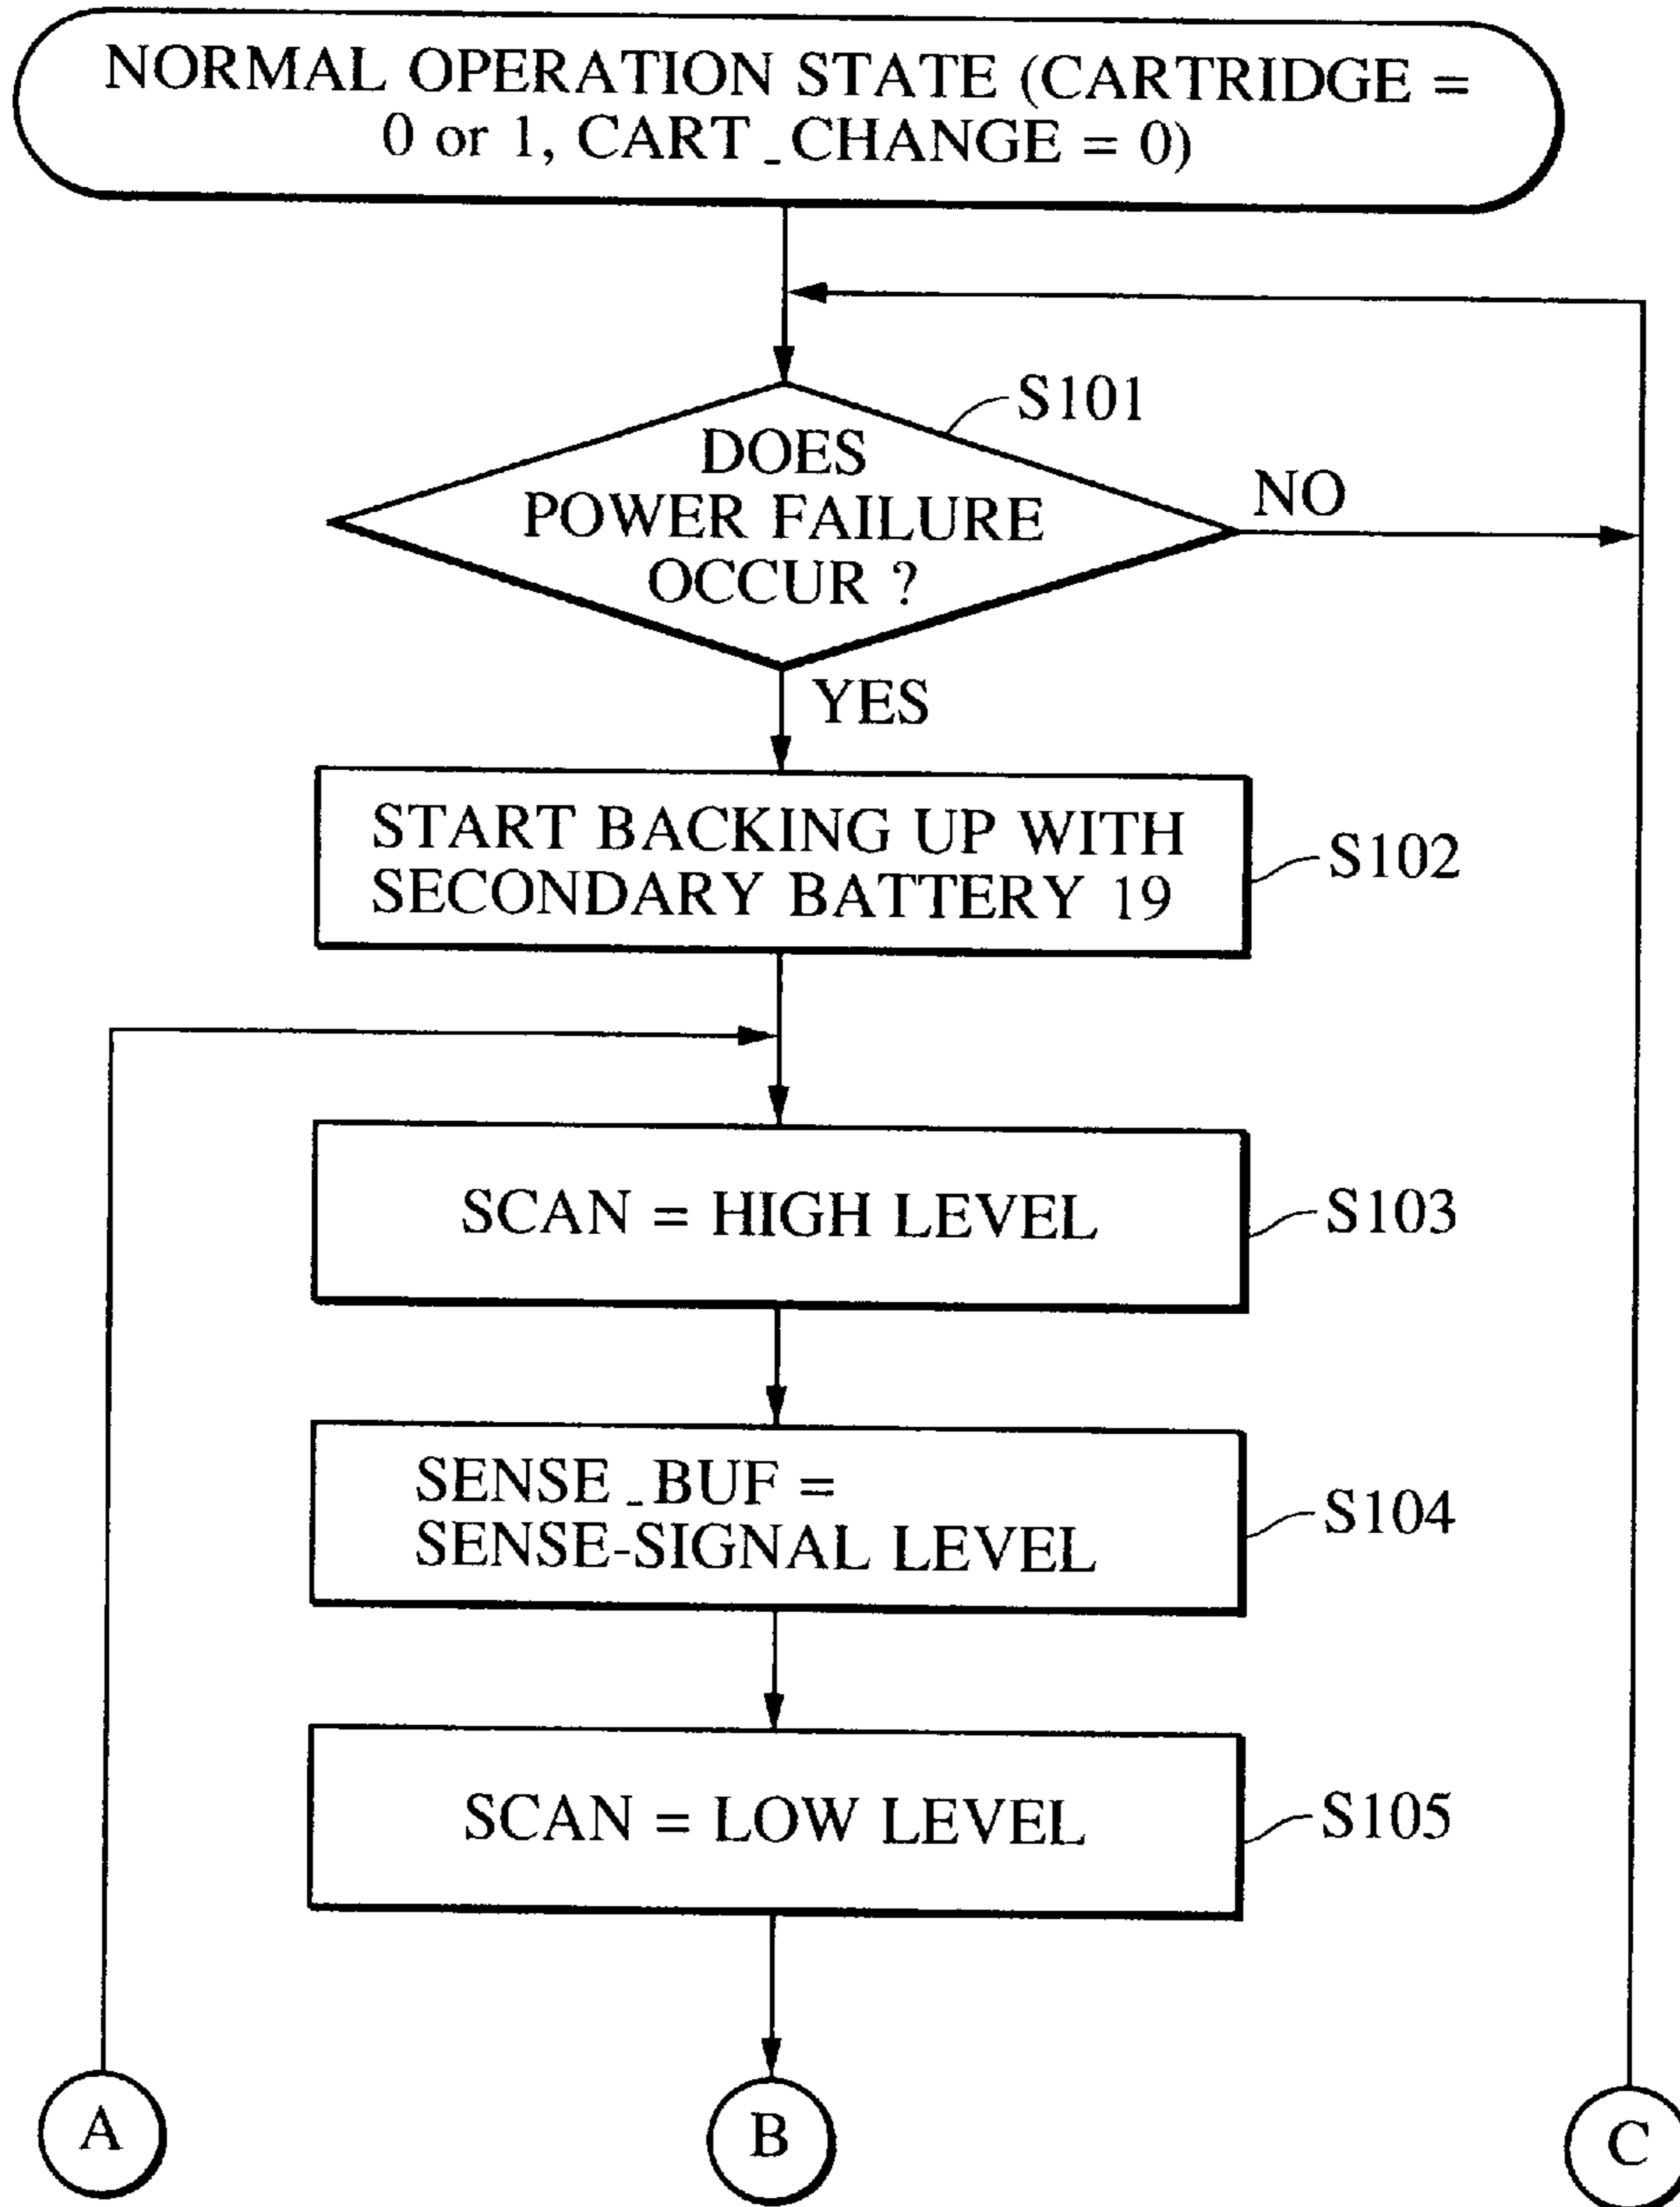 NORMAL OPERATION STATE (CARTRIDGE =
0 or 1, CART_CHANGE = 0)
S101
DOES
POWER FAILURE
OCCUR ?
NO
YES
START BACKING UP WITH
SECONDARY BATTERY 19
S102
SCAN = HIGH LEVEL
S103
SENSE_BUF =
SENSE-SIGNAL LEVEL
S104
SCAN = LOW LEVEL
S105
A
B
C